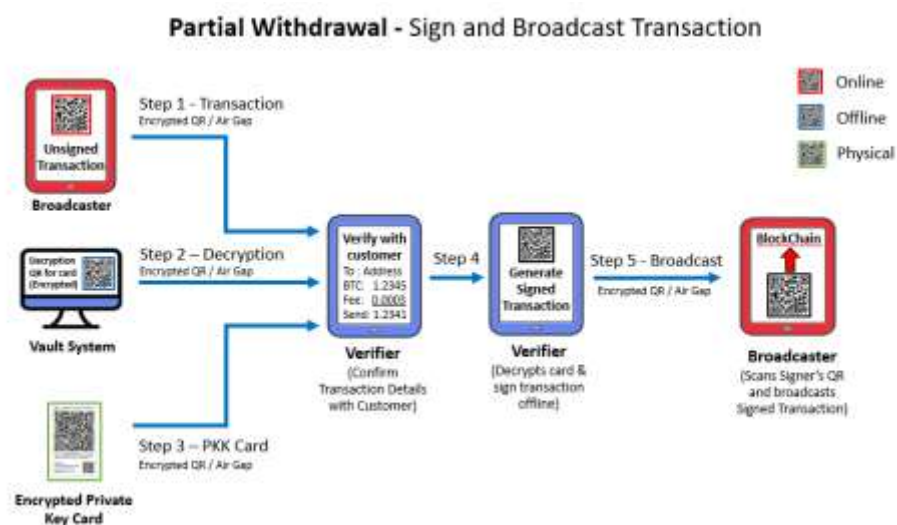 Partial Withdrawal - Sign and Broadcast Transaction
Online
Offline
Physical
Unsigned
Transaction
Broadcaster
Step 1 - Transaction
Encrypted QR / Air Gap
Decryption
QR for card
(Encrypted)
Vault System
Step 2 – Decryption
Encrypted QR / Air Gap
Encrypted Private
Key Card
Step 3 – PKK Card
Encrypted QR / Air Gap
Verify with
customer
To : Address
BTC: 1.2345
Fee: 0.0003
Send: 1.2341
Verifier
(Confirm
Transaction Details
with Customer)
Step 4
Generate
Signed
Transaction
Verifier
(Decrypts card &
sign transaction
offline)
Step 5 - Broadcast
Encrypted QR / Air Gap
BlockChain
Broadcaster
(Scans Signer's QR
and broadcasts
Signed Transaction)